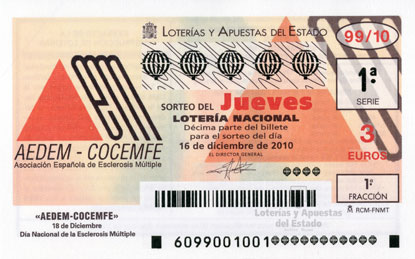 LOTERÍAS Y APUESTAS DEL ESTADO
99/10
SORTEO DEL Jueves
LOTERÍA NACIONAL
Décima parte del billete
para el sorteo del día
16 de diciembre de 2010
EL DIRECTOR GENERAL
1.ª
SERIE
3
EUROS
AEDEM - COCEMFE
Asociación Española de Esclerosis Múltiple
1ª
FRACCIÓN
RCM-FNMT
«AEDEM-COCEMFE»
18 de Diciembre
Día Nacional de la Esclerosis Múltiple
Loterías y Apuestas
del Estado
6099001001